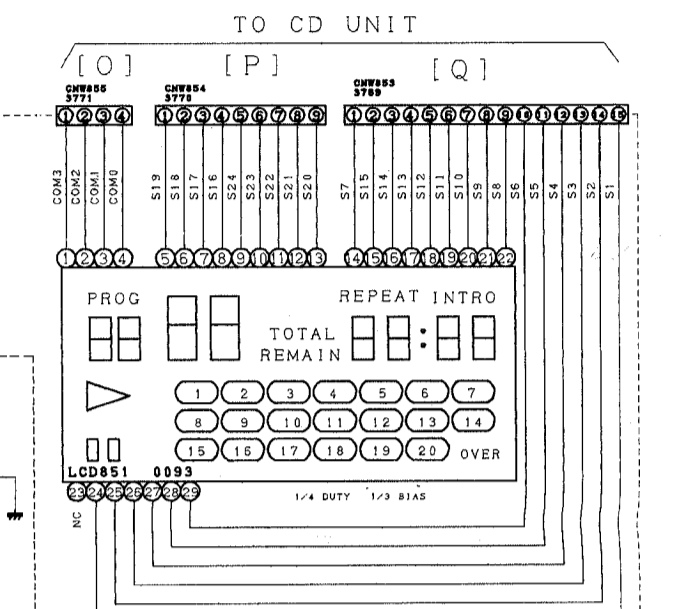 TO CD UNIT
[O] [P] [Q]
CNW855 CNW854 CNW853
3771 3770 3769
1 2 3 4 1 2 3 4 5 6 7 8 9 1 2 3 4 5 6 7 8 9 10 11 12 13 14 15
COM3 COM2 COM1 COM0 S19 S18 S17 S16 S24 S23 S22 S21 S20 S7 S15 S14 S13 S12 S11 S10 S9 S8 S6 S5 S4 S3 S2 S1
1 2 3 4 5 6 7 8 9 10 11 12 13 14 15 16 17 18 19 20 21 22
PROG REPEAT INTRO
TOTAL
REMAIN
1 2 3 4 5 6 7
8 9 10 11 12 13 14
15 16 17 18 19 20 OVER
LCD851 0093
23 24 25 26 27 28 29 1/4 DUTY 1/3 BIAS
NC